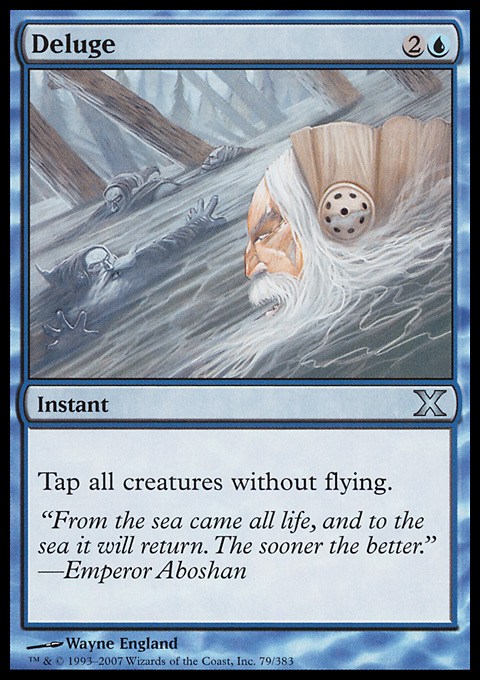 Deluge 2
Instant X
Tap all creatures without flying.
“From the sea came all life, and to the
sea it will return. The sooner the better.”
—Emperor Aboshan
Wayne England
™ & © 1993–2007 Wizards of the Coast, Inc. 79/383